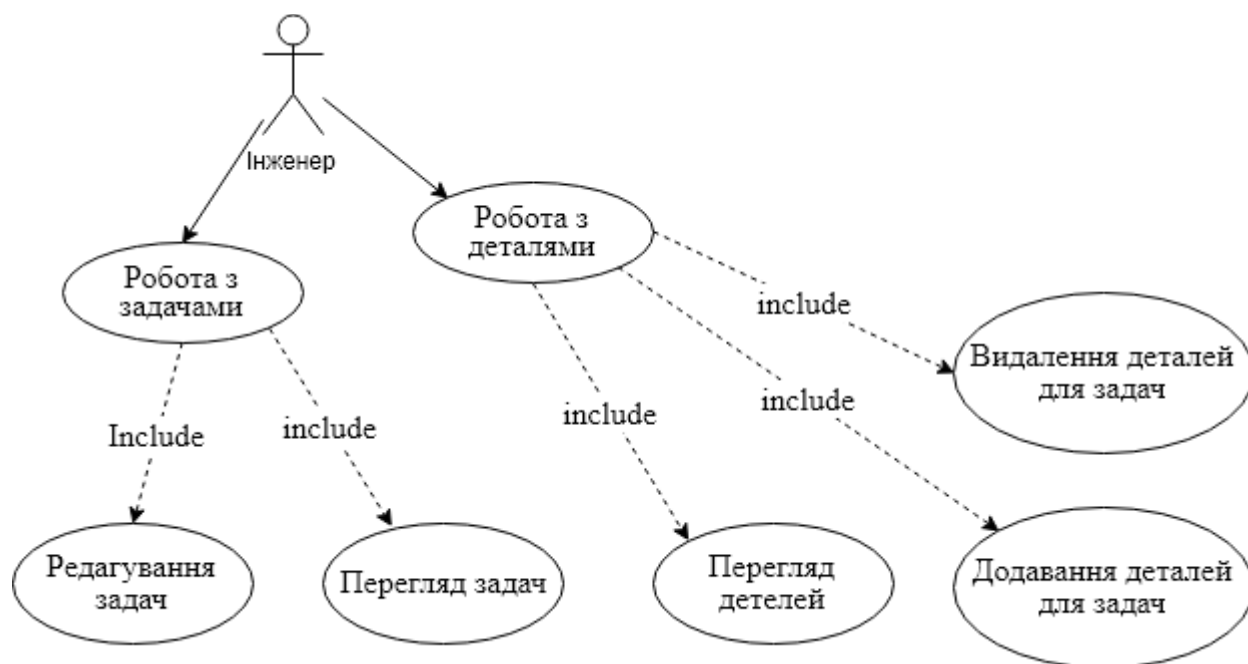 Інженер
Робота з
деталями
Робота з
задачами
include
Видалення деталей
для задач
include
include
include
Include
Редагування
задач
Перегляд задач
Перегляд
детелей
Додавання деталей
для задач